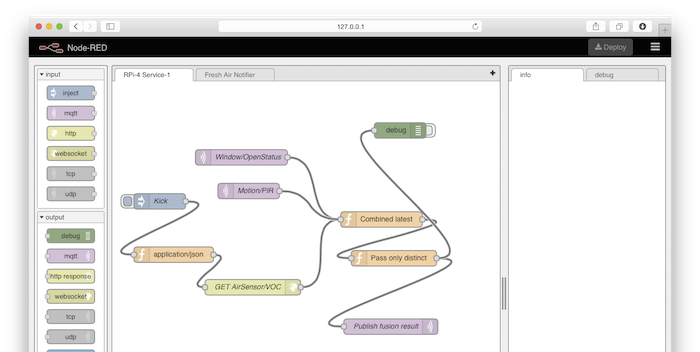 127.0.0.1
Node-RED
Deploy
input
RPi-4 Service-1
Fresh Air Notifier
+
info
debug
inject
mqtt
http
websocket
tcp
udp
output
debug
mqtt
http response
websocket
tcp
udp
debug
Window/OpenStatus
Motion/PIR
Kick
f Combined latest
f application/json
f Pass only distinct
GET AirSensor/VOC
Publish fusion result